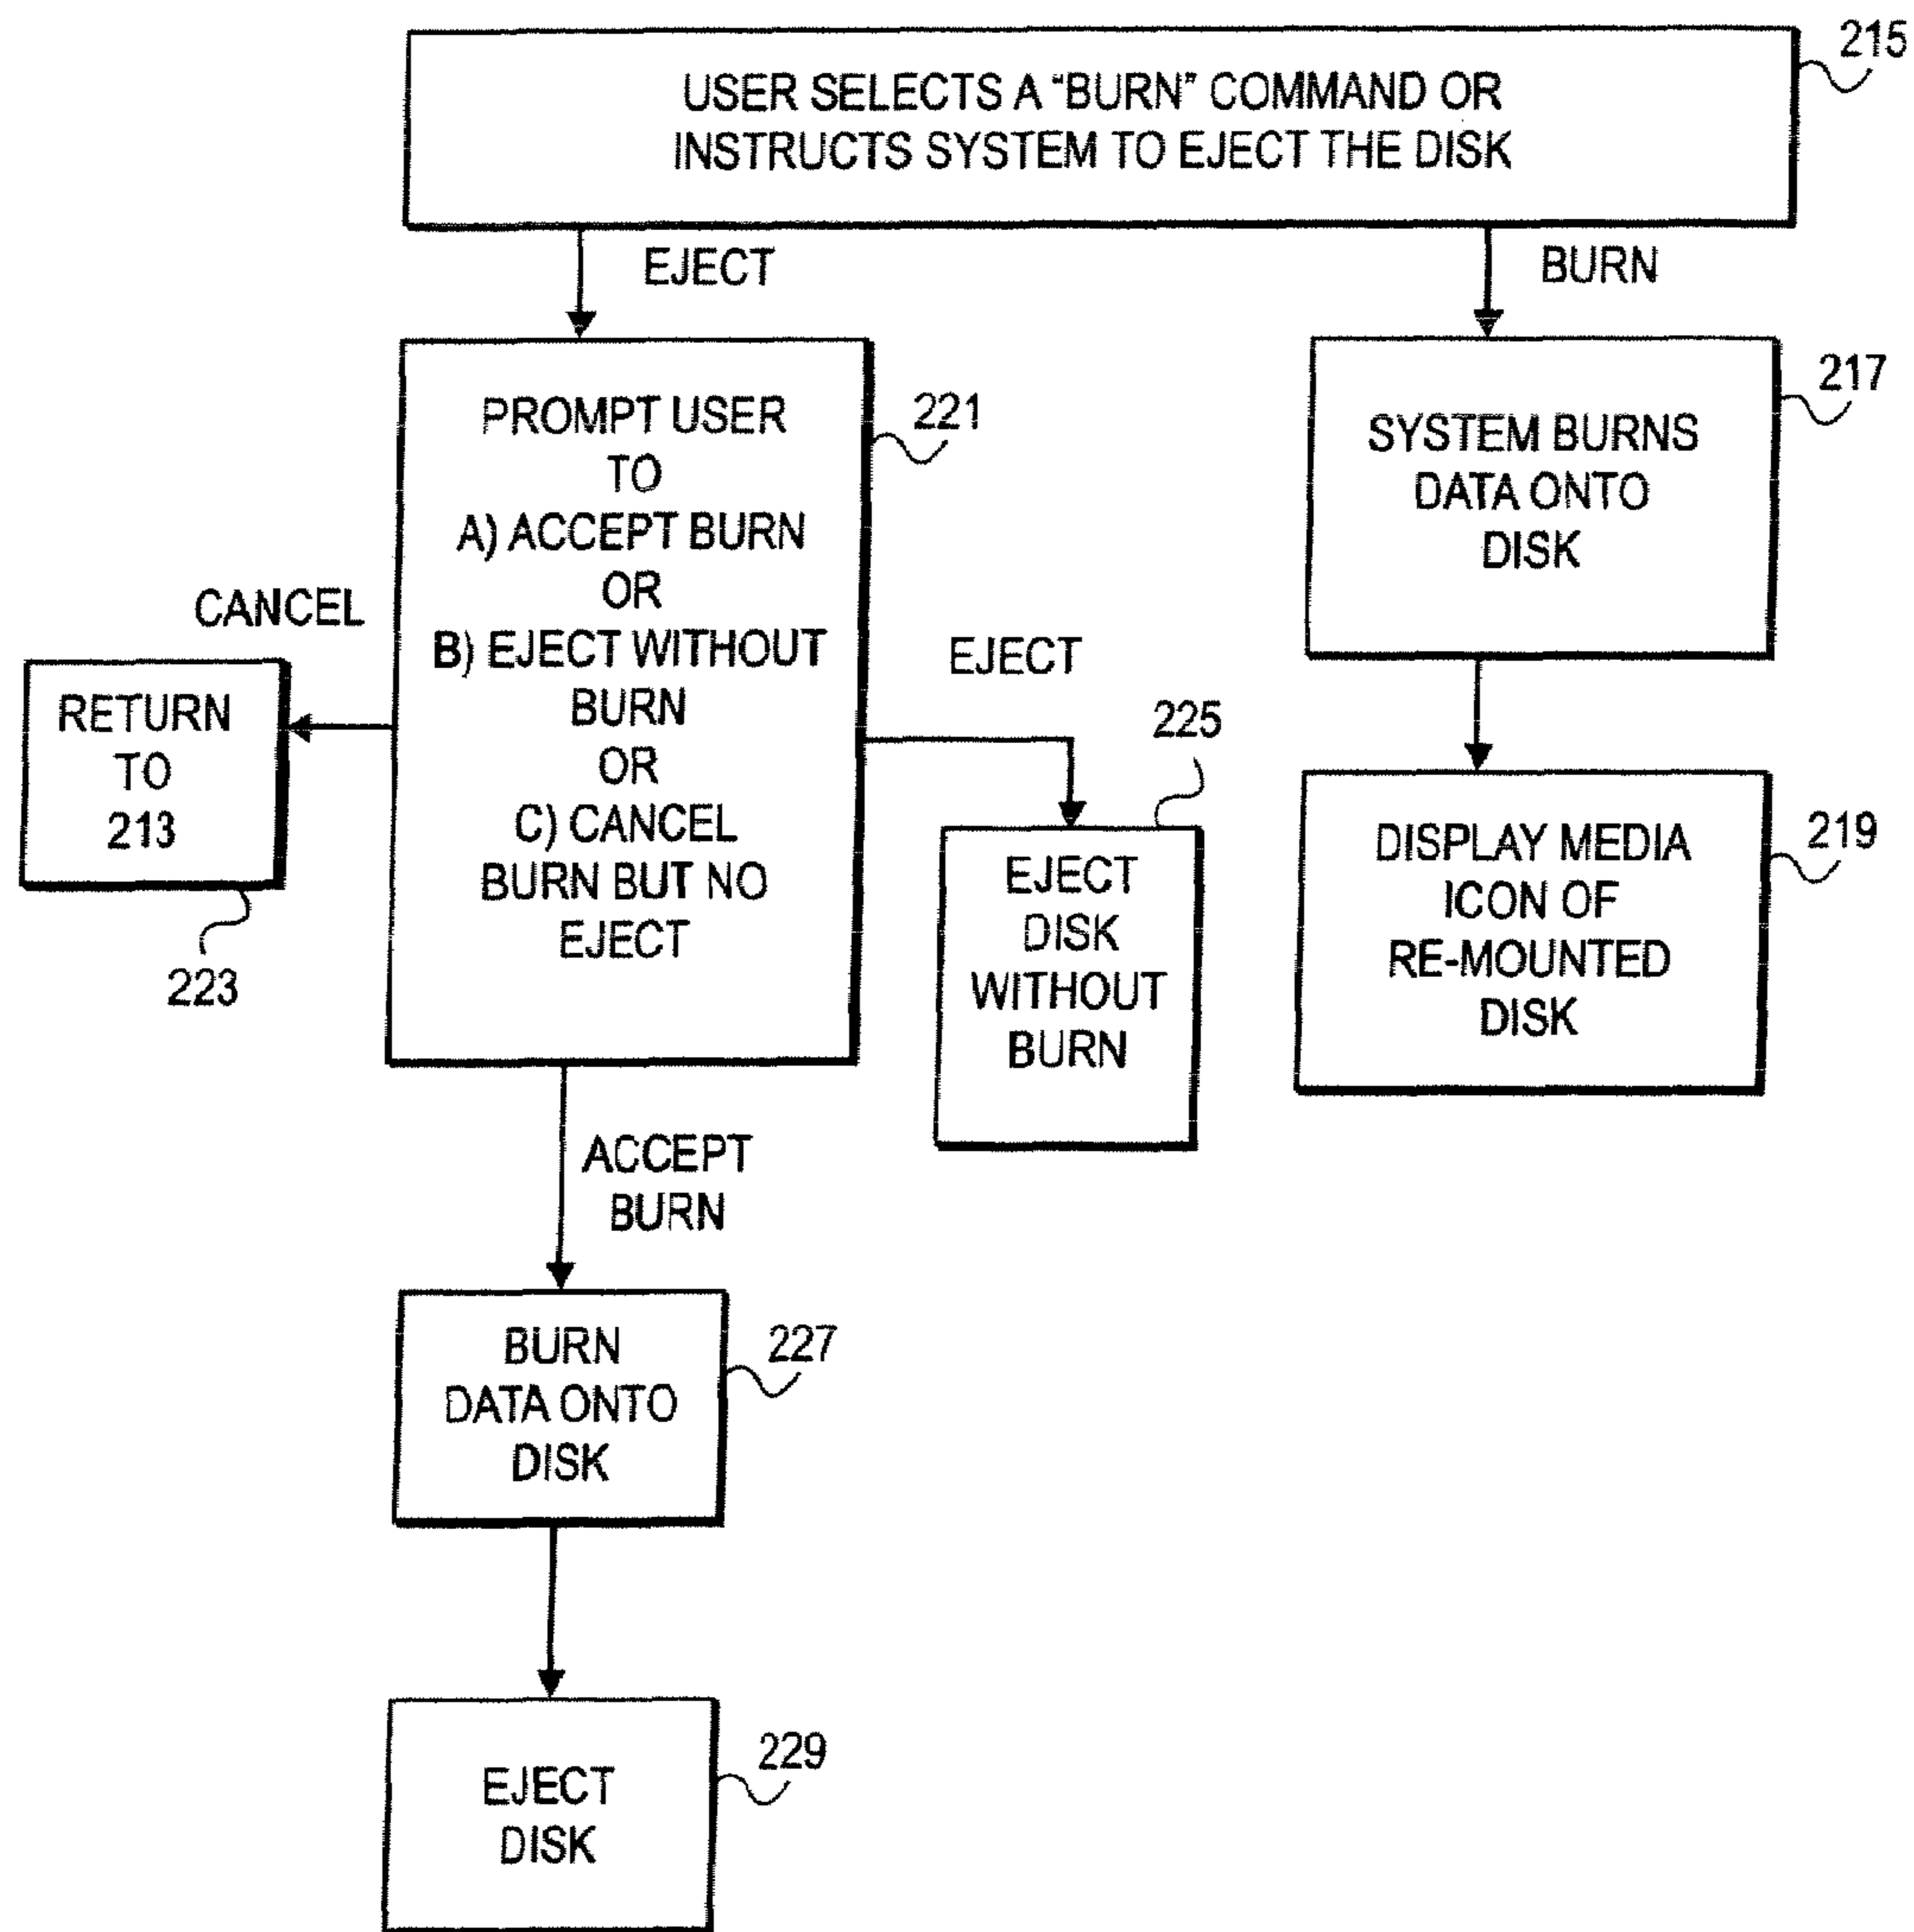 215
USER SELECTS A "BURN" COMMAND OR
INSTRUCTS SYSTEM TO EJECT THE DISK
EJECT
BURN
PROMPT USER
TO
A) ACCEPT BURN
OR
B) EJECT WITHOUT
BURN
OR
C) CANCEL
BURN BUT NO
EJECT
221
CANCEL
RETURN
TO
213
223
EJECT
225
EJECT
DISK
WITHOUT
BURN
217
SYSTEM BURNS
DATA ONTO
DISK
219
DISPLAY MEDIA
ICON OF
RE-MOUNTED
DISK
ACCEPT
BURN
BURN
DATA ONTO
DISK
227
EJECT
DISK
229